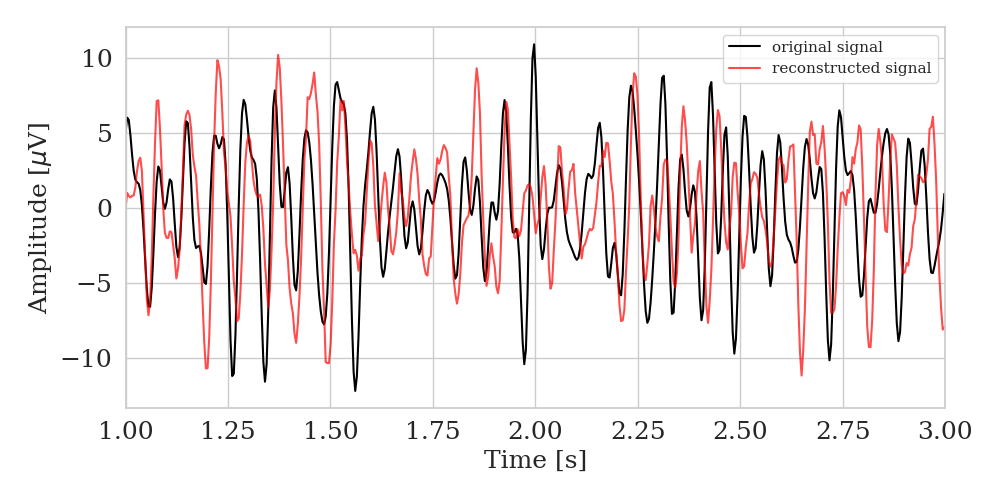 original signal
reconstructed signal
Amplitude [μV]
10
5
0
−5
−10
1.00 1.25 1.50 1.75 2.00 2.25 2.50 2.75 3.00
Time [s]